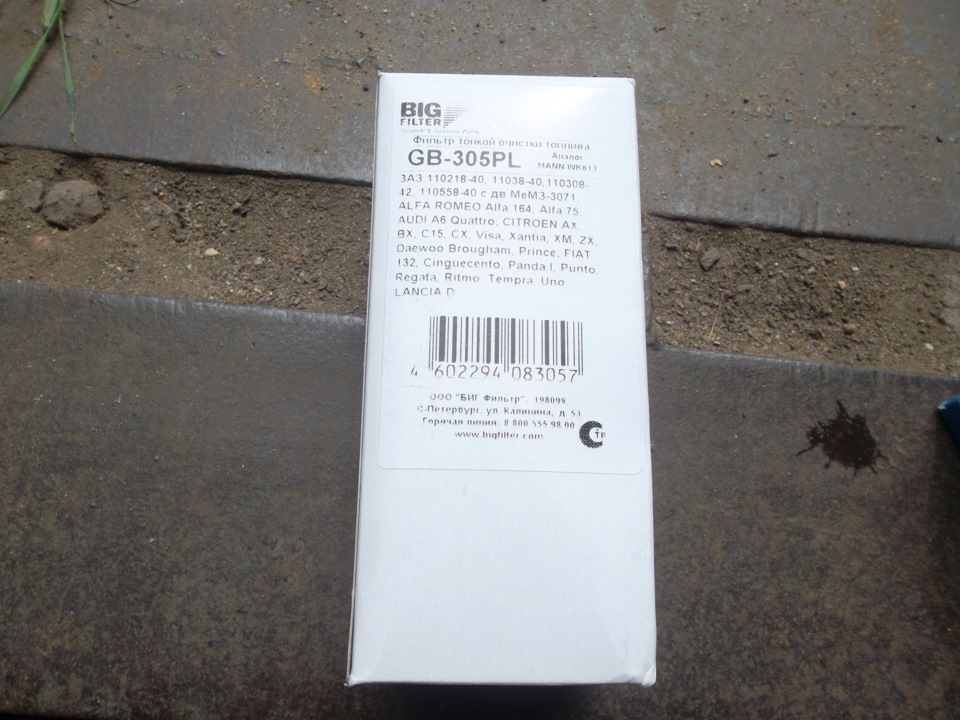 BIG
FILTER
Фильтр тонкой очистки топлива
GB-305PL
Аналог
MANN WK613
ЗАЗ 110218-40, 11038-40,110308-
42, 110558-40 с дв МеМЗ-3071,
ALFA ROMEO Alfa 164, Alfa 75,
AUDI A6 Quattro, CITROEN AX,
BX, C15, CX, Visa, Xantia, XM, ZX,
Daewoo Brougham, Prince, FIAT
132, Cinquecento, Panda I, Punto,
Regata, Ritmo, Tempra, Uno
LANCIA D
4 602294 083057
ООО "БИГ Фильтр", 198099,
С-Петербург, ул. Калинина, д. 53
Горячая линия: 8 800 555 98 90
www.bigfilter.com